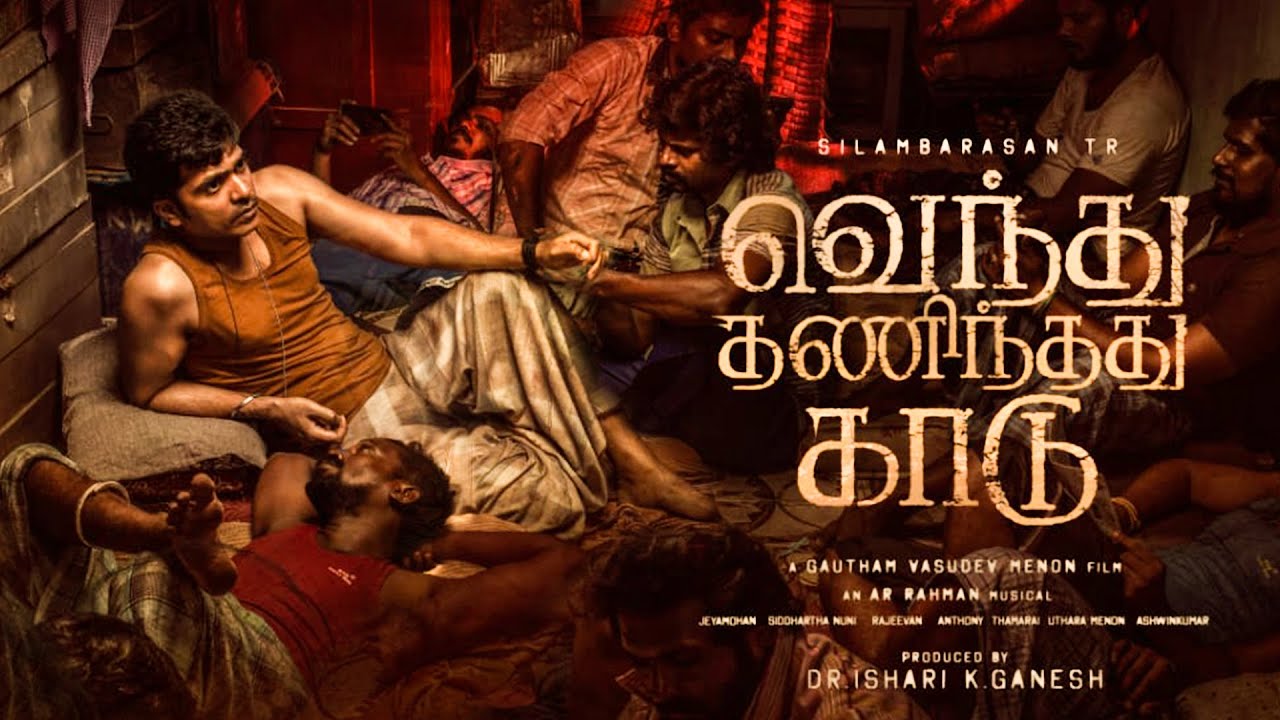 SILAMBARASAN TR
வெந்து
தணிந்தது
காடு
A GAUTHAM VASUDEV MENON FILM
AN AR RAHMAN MUSICAL
JEYAMOHAN SIDDHARTHA NUNI RAJEEVAN ANTHONY THAMARAI UTHARA MENON ASHWINKUMAR
PRODUCED BY
DR.ISHARI K.GANESH